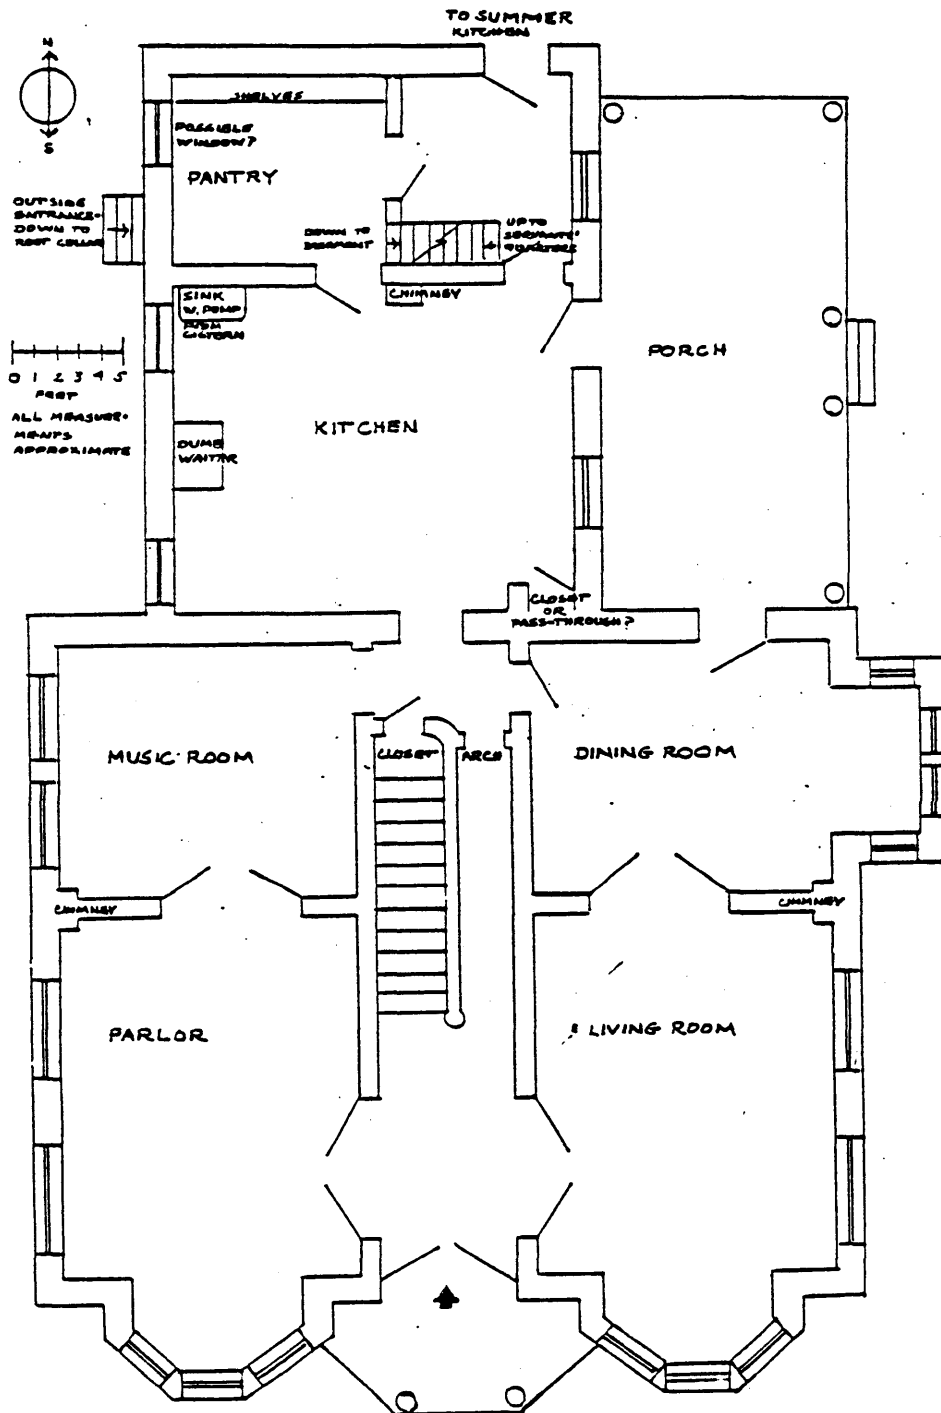 TO SUMMER
KITCHEN
N
S
SHELVES
POSSIBLE
WINDOW?
PANTRY
OUTSIDE
ENTRANCE-
DOWN TO
ROOT CELLAR
DOWN TO
BASEMENT
UP TO
SERVANTS'
QUARTERS
SINK
W. PUMP
FROM
CISTERN
CHIMNEY
0 1 2 3 4 5
FEET
ALL MEASURE-
MENTS
APPROXIMATE
PORCH
KITCHEN
DUMB
WAITER
CLOSET
OR
PASS-THROUGH?
MUSIC ROOM
CLOSET
ARCH
DINING ROOM
CHIMNEY
CHIMNEY
PARLOR
LIVING ROOM